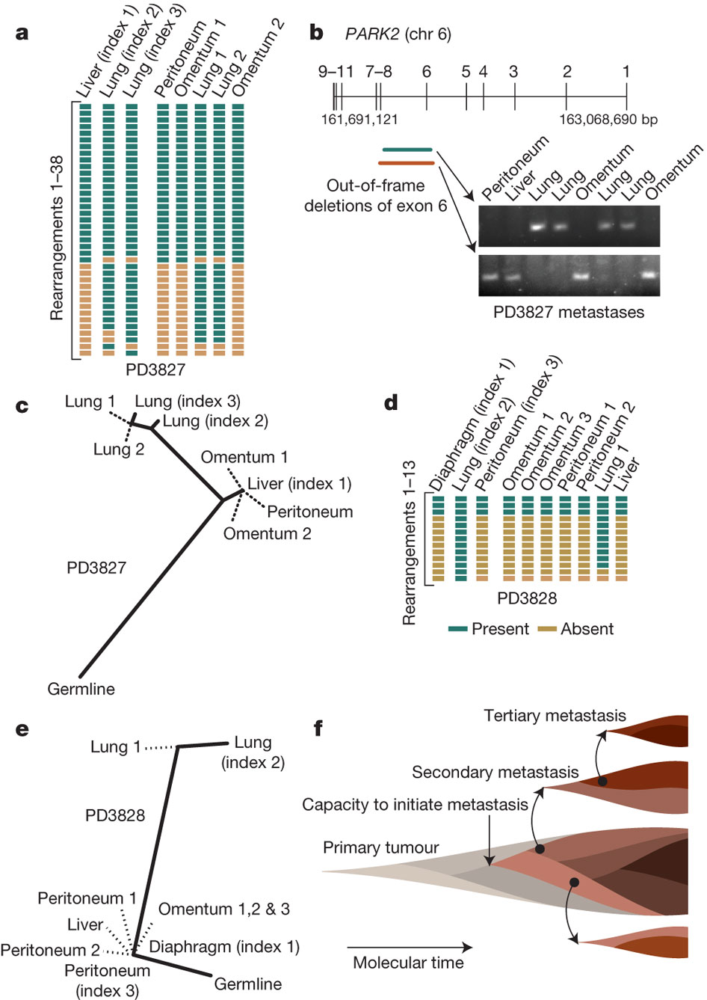 a
Liver (index 1)
Lung (index 2)
Lung (index 3)
Peritoneum
Omentum 1
Lung 1
Lung 2
Omentum 2
Rearrangements 1–38
PD3827
b
PARK2 (chr 6)
9–11 7–8 6 5 4 3 2 1
161,691,121 163,068,690 bp
Out-of-frame
deletions of exon 6
Peritoneum
Liver
Lung
Lung
Omentum
Lung
Lung
Omentum
PD3827 metastases
c
Lung 1
Lung (index 3)
Lung (index 2)
Lung 2
Omentum 1
Liver (index 1)
Peritoneum
Omentum 2
PD3827
Germline
d
Diaphragm (index 1)
Lung (index 2)
Peritoneum (index 3)
Omentum 1
Omentum 2
Omentum 3
Peritoneum 1
Peritoneum 2
Lung 1
Liver
Rearrangements 1–13
PD3828
Present Absent
e
Lung 1
Lung
(index 2)
PD3828
Peritoneum 1
Omentum 1,2 & 3
Liver
Peritoneum 2
Diaphragm (index 1)
Peritoneum
(index 3)
Germline
f
Tertiary metastasis
Secondary metastasis
Capacity to initiate metastasis
Primary tumour
Molecular time